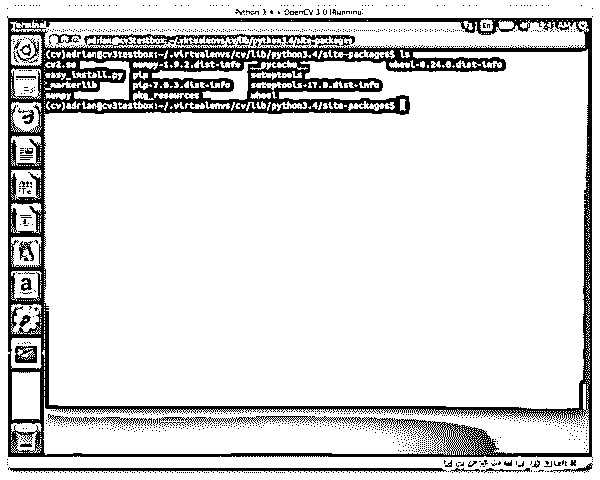 Python 3.4 + OpenCV 3.0 [Running]
Terminal
adrian@cv3testbox: ~/.virtualenvs/cv/lib/python3.4/site-packages
(cv)adrian@cv3testbox:~/.virtualenvs/cv/lib/python3.4/site-packages$ ls
cv2.so numpy-1.9.2.dist-info __pycache__ wheel-0.24.0.dist-info
easy_install.py pip setuptools
_markerlib pip-7.0.3.dist-info setuptools-17.0.dist-info
numpy pkg_resources wheel
(cv)adrian@cv3testbox:~/.virtualenvs/cv/lib/python3.4/site-packages$
a